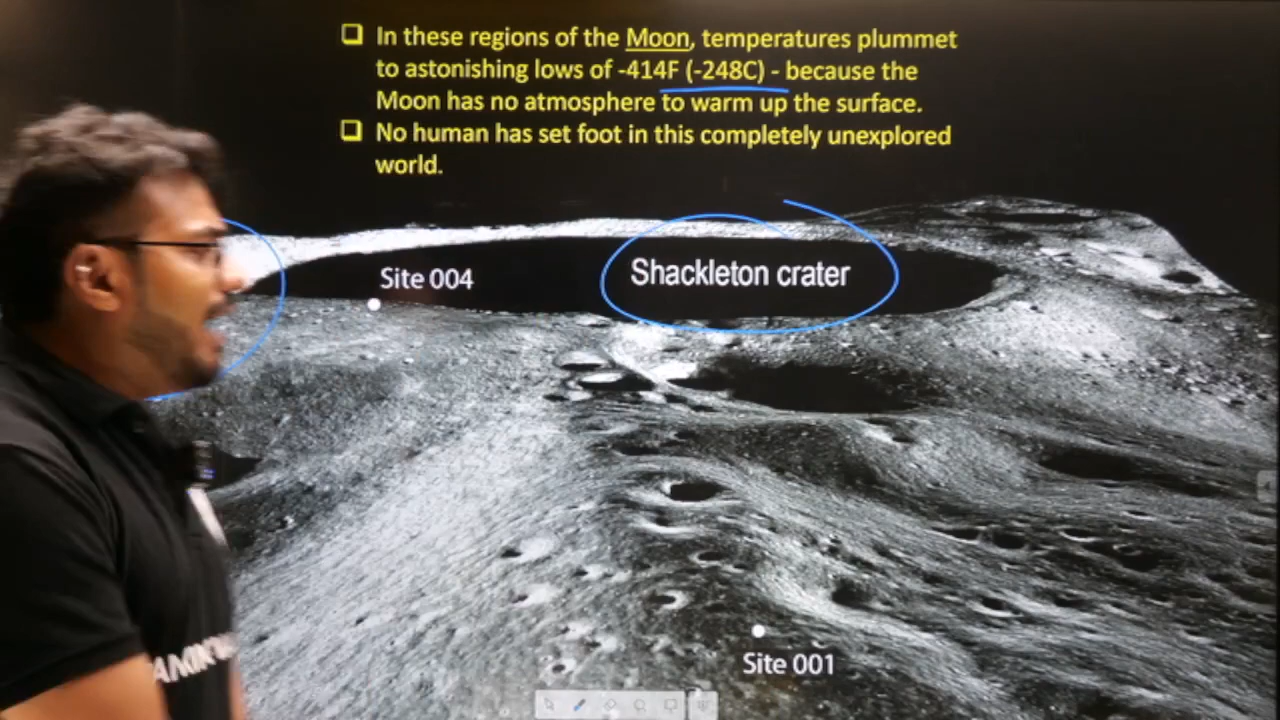 In these regions of the Moon, temperatures plummet
to astonishing lows of -414F (-248C) - because the
Moon has no atmosphere to warm up the surface.
No human has set foot in this completely unexplored
world.
Site 004
Shackleton crater
Site 001